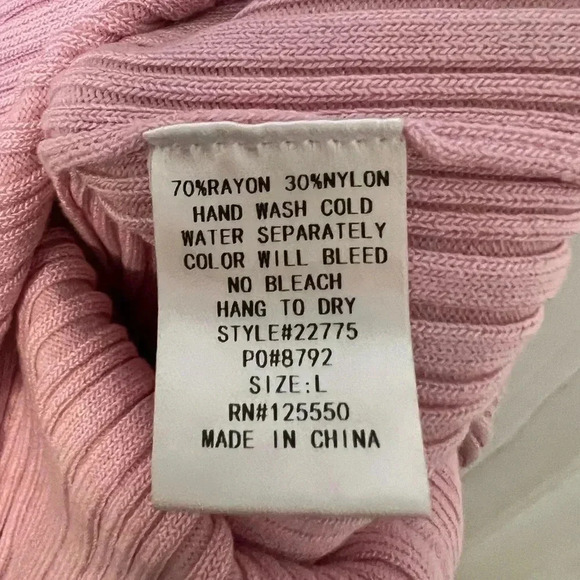 70%RAYON 30%NYLON
HAND WASH COLD
WATER SEPARATELY
COLOR WILL BLEED
NO BLEACH
HANG TO DRY
STYLE#22775
PO#8792
SIZE:L
RN#125550
MADE IN CHINA